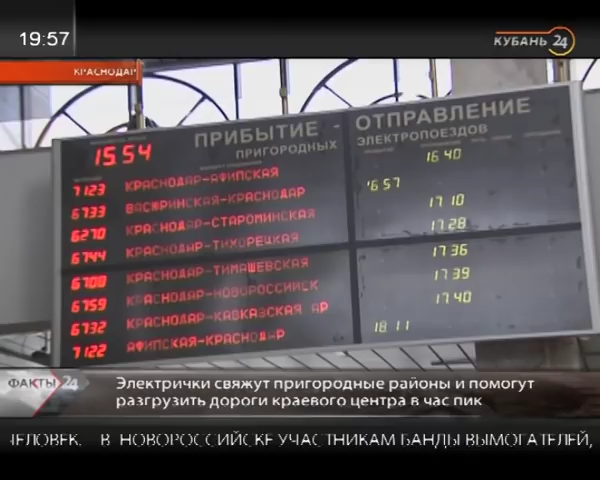 19:57
КУБАНЬ 24
КРАСНОДАР
15:54
ПРИБЫТИЕ - ОТПРАВЛЕНИЕ
ПРИГОРОДНЫХ ЭЛЕКТРОПОЕЗДОВ
7123 КРАСНОДАР-АФИПСКАЯ 16 40
6733 ВАСЮРИНСКАЯ-КРАСНОДАР 16 57
6270 КРАСНОДАР-СТАРОМИНСКАЯ 17 10
6744 КРАСНОДАР-ТИХОРЕЦКАЯ 17 28
6700 КРАСНОДАР-ТИМАШЕВСКАЯ 17 36
6759 КРАСНОДАР-НОВОРОССИЙСК 17 39
6732 КРАСНОДАР-КАВКАЗСКАЯ АР 17 40
7122 АФИПСКАЯ-КРАСНОДАР 18 11
ФАКТЫ 24
Электрички свяжут пригородные районы и помогут
разгрузить дороги краевого центра в час пик
ЧЕЛОВЕК. В НОВОРОССИЙСКЕ УЧАСТНИКАМ БАНДЫ ВЫМОГАТЕЛЕЙ,